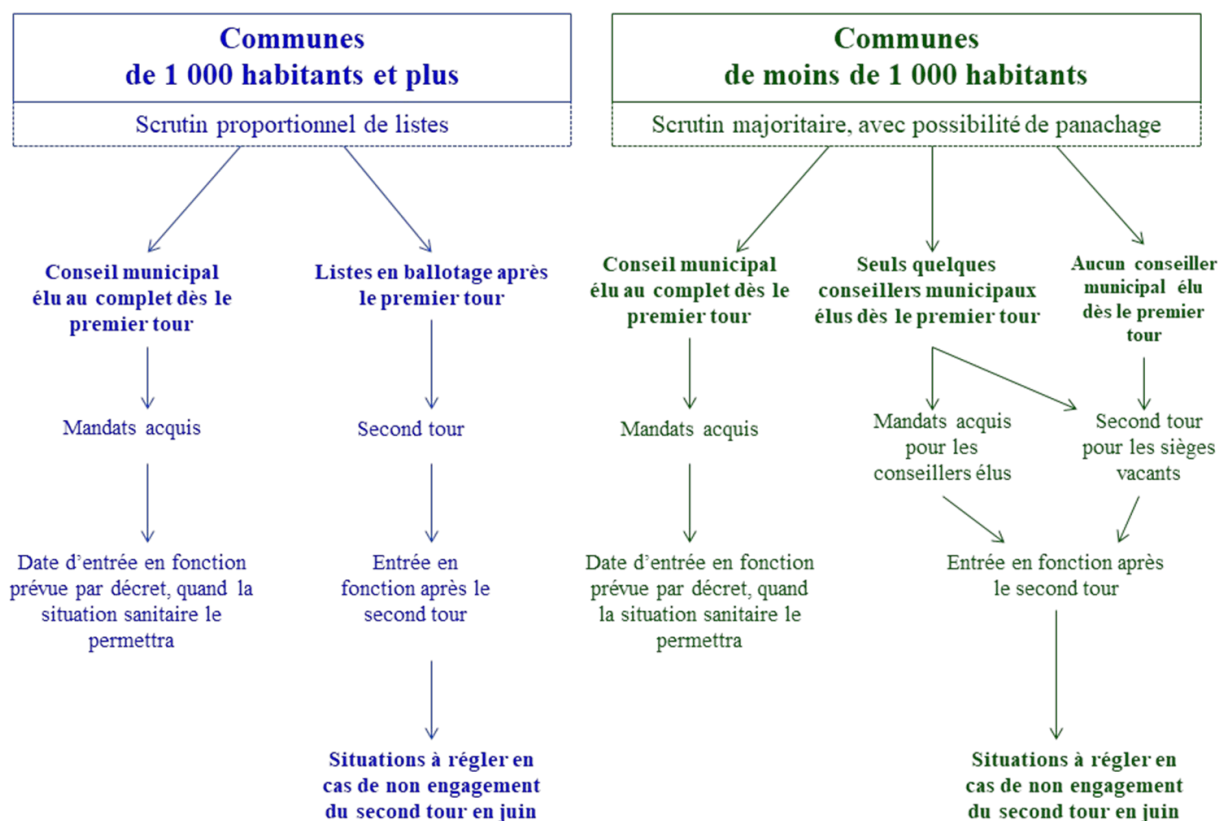 Communes
de 1 000 habitants et plus
Scrutin proportionnel de listes
Conseil municipal
élu au complet dès le
premier tour
Listes en ballotage après
le premier tour
Mandats acquis
Second tour
Date d'entrée en fonction
prévue par décret, quand la
situation sanitaire le
permettra
Entrée en
fonction après le
second tour
Situations à régler en
cas de non engagement
du second tour en juin
Communes
de moins de 1 000 habitants
Scrutin majoritaire, avec possibilité de panachage
Conseil municipal
élu au complet dès le
premier tour
Seuls quelques
conseillers municipaux
élus dès le premier tour
Aucun conseiller
municipal élu
dès le premier
tour
Mandats acquis
Mandats acquis
pour les
conseillers élus
Second tour
pour les sièges
vacants
Date d'entrée en fonction
prévue par décret, quand
la situation sanitaire le
permettra
Entrée en fonction après
le second tour
Situations à régler en
cas de non engagement
du second tour en juin